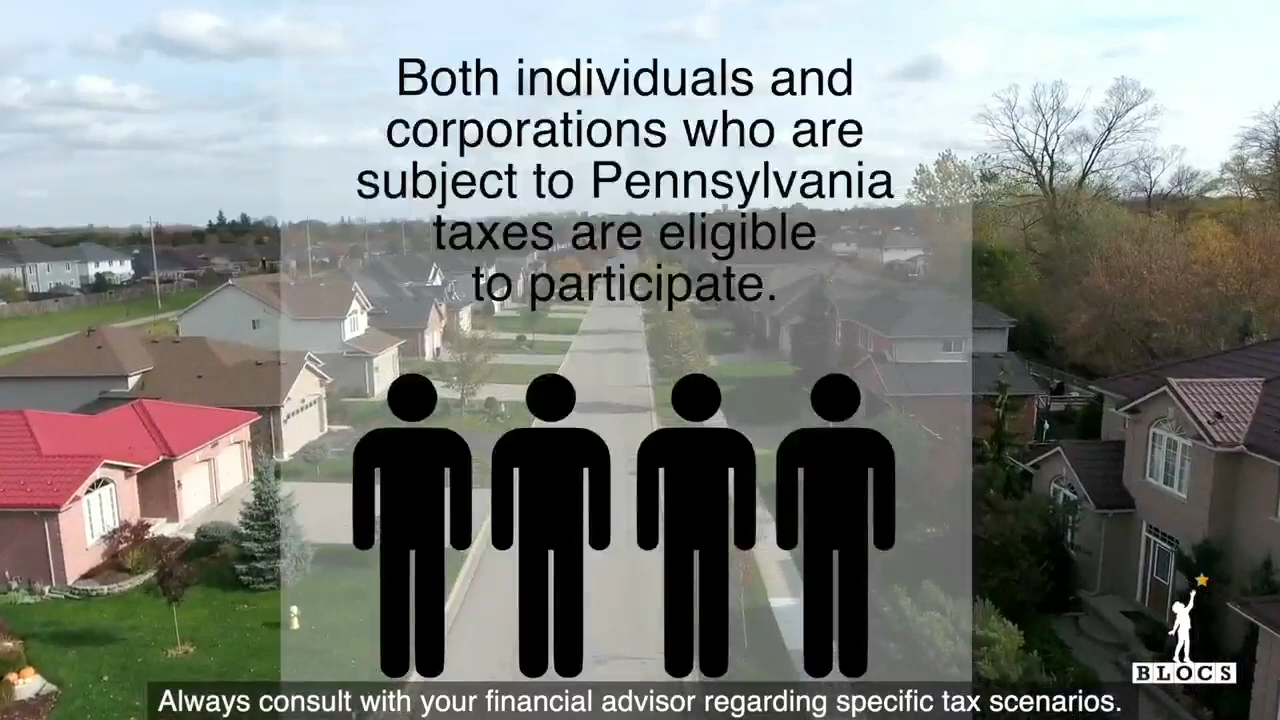 Both individuals and
corporations who are
subject to Pennsylvania
taxes are eligible
to participate.
BLOCS
Always consult with your financial advisor regarding specific tax scenarios.